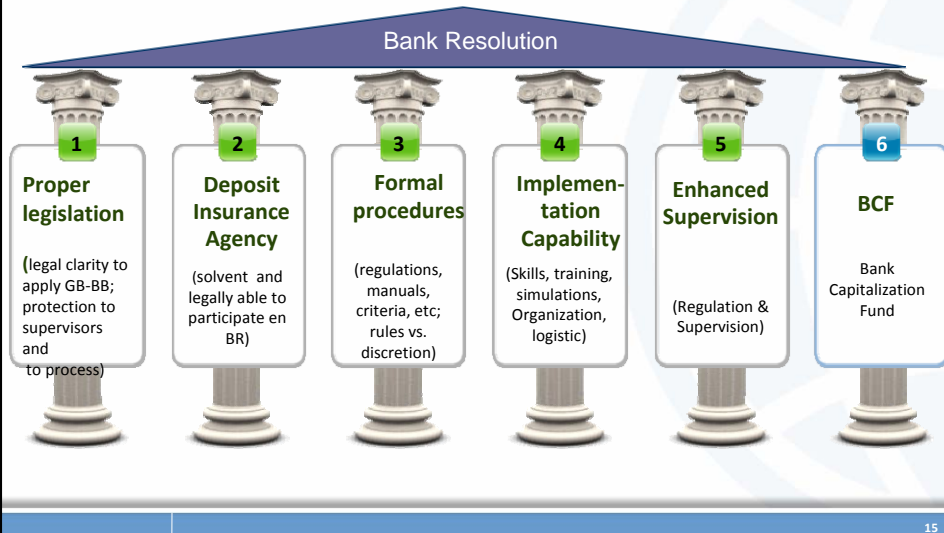 Bank Resolution
1
Proper
legislation
(legal clarity to
apply GB-BB;
protection to
supervisors
and
to process)
2
Deposit
Insurance
Agency
(solvent and
legally able to
participate en
BR)
3
Formal
procedures
(regulations,
manuals,
criteria, etc;
rules vs.
discretion)
4
Implemen-
tation
Capability
(Skills, training,
simulations,
Organization,
logistic)
5
Enhanced
Supervision
(Regulation &
Supervision)
6
BCF
Bank
Capitalization
Fund
15